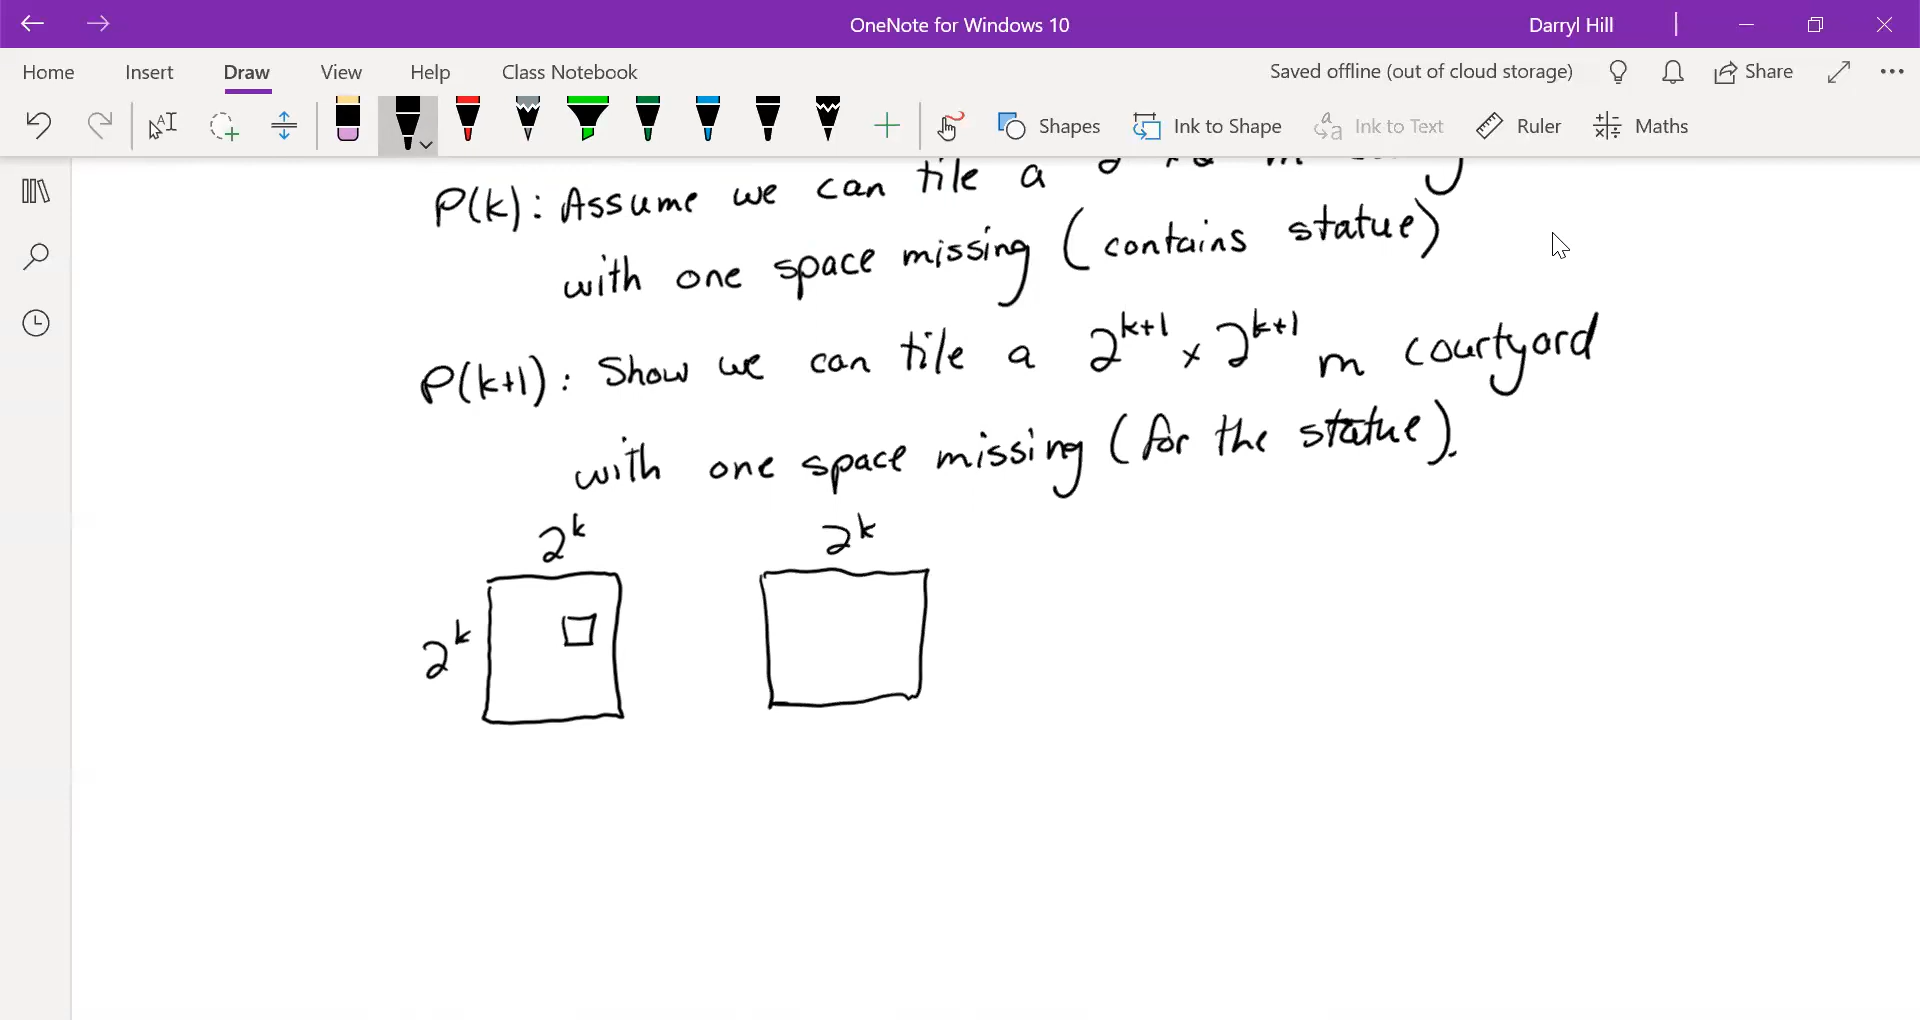 OneNote for Windows 10
Darryl Hill
Home Insert Draw View Help Class Notebook
Saved offline (out of cloud storage)
Share
Shapes
Ink to Shape
Ink to Text
Ruler
Maths
P(k): Assume we can tile a
with one space missing (contains statue)
P(k+1): Show we can tile a 2^{k+1} x 2^{k+1} m courtyard
with one space missing (for the statue).
2^k
2^k
2^k